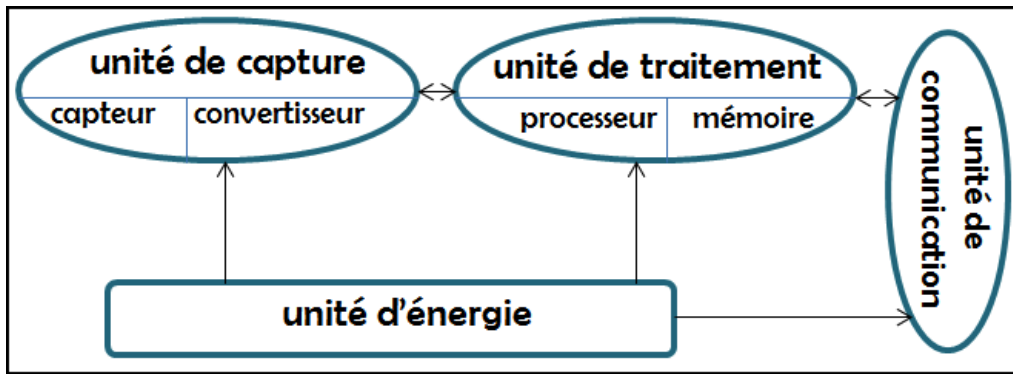 unité de capture
capteur
convertisseur
unité de traitement
processeur
mémoire
unité de
communication
unité d'énergie